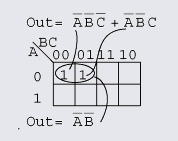 Out= A̅B̅C̅ + A̅B̅C
BC
A 00 01 11 10
0 1 1
1
Out= A̅B̅